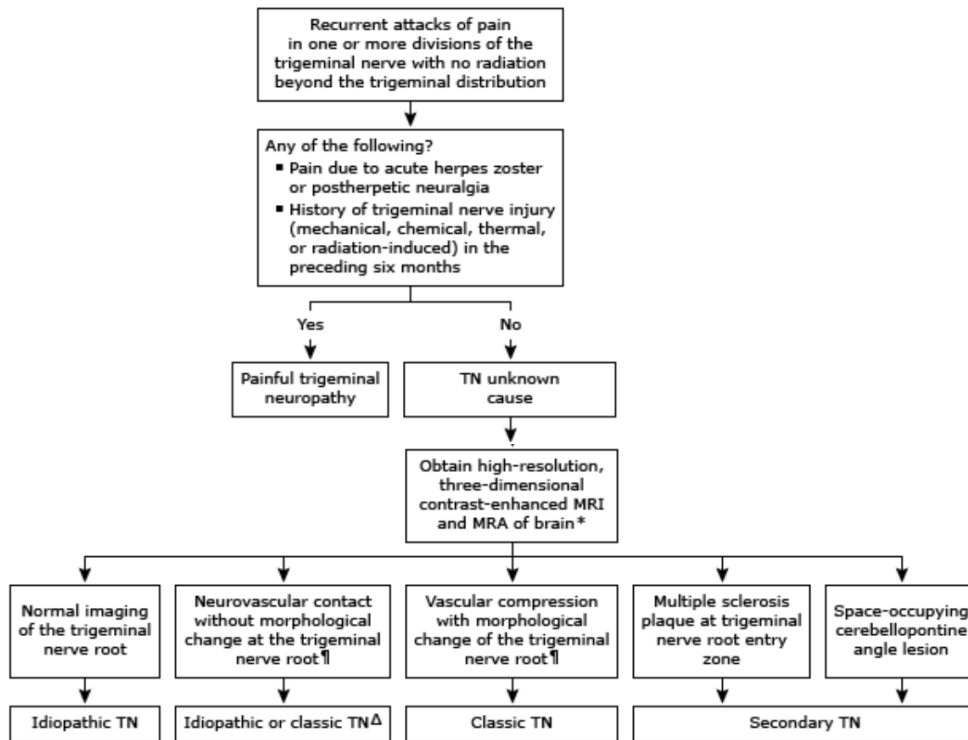 Recurrent attacks of pain
in one or more divisions of the
trigeminal nerve with no radiation
beyond the trigeminal distribution
Any of the following?
▪ Pain due to acute herpes zoster
or postherpetic neuralgia
▪ History of trigeminal nerve injury
(mechanical, chemical, thermal,
or radiation-induced) in the
preceding six months
Yes
No
Painful trigeminal
neuropathy
TN unknown
cause
Obtain high-resolution,
three-dimensional
contrast-enhanced MRI
and MRA of brain*
Normal imaging
of the trigeminal
nerve root
Neurovascular contact
without morphological
change at the trigeminal
nerve root¶
Vascular compression
with morphological
change of the trigeminal
nerve root¶
Multiple sclerosis
plaque at trigeminal
nerve root entry
zone
Space-occupying
cerebellopontine
angle lesion
Idiopathic TN
Idiopathic or classic TNΔ
Classic TN
Secondary TN